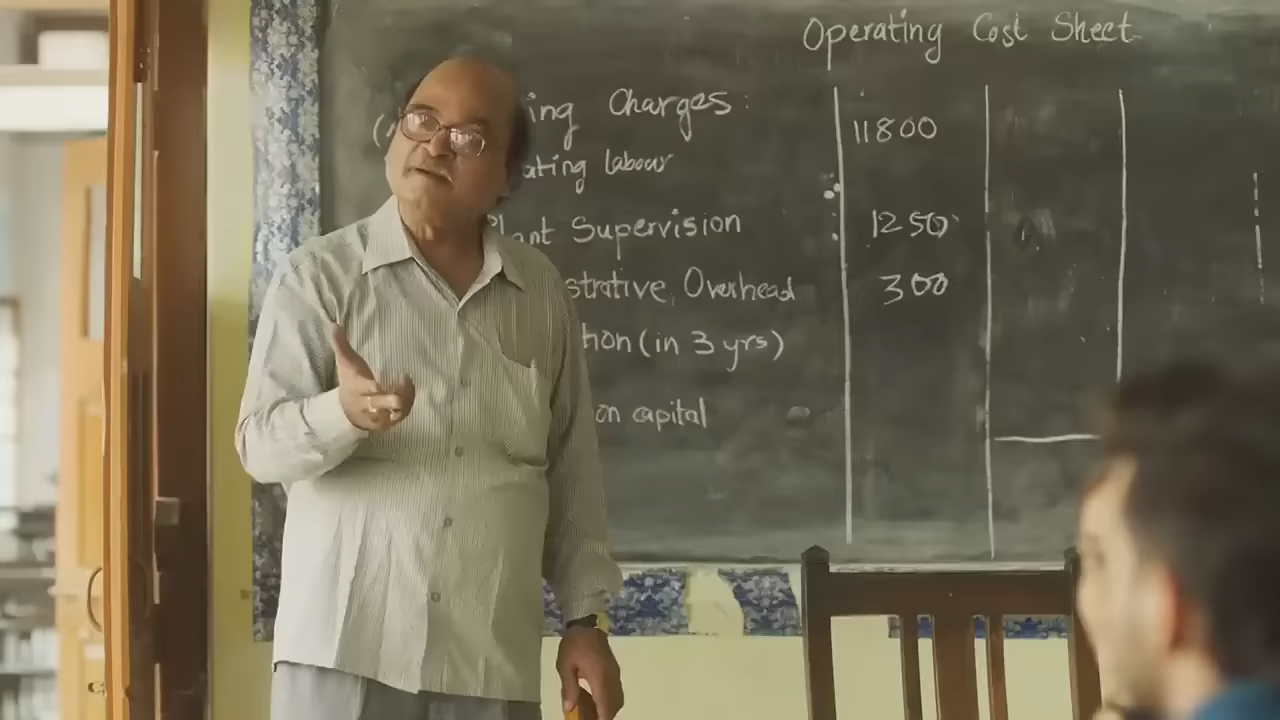 Operating Cost Sheet
ing Charges:
11800
ating labour
Plant Supervision 1250
strative Overhead 300
tion (in 3 yrs)
on capital